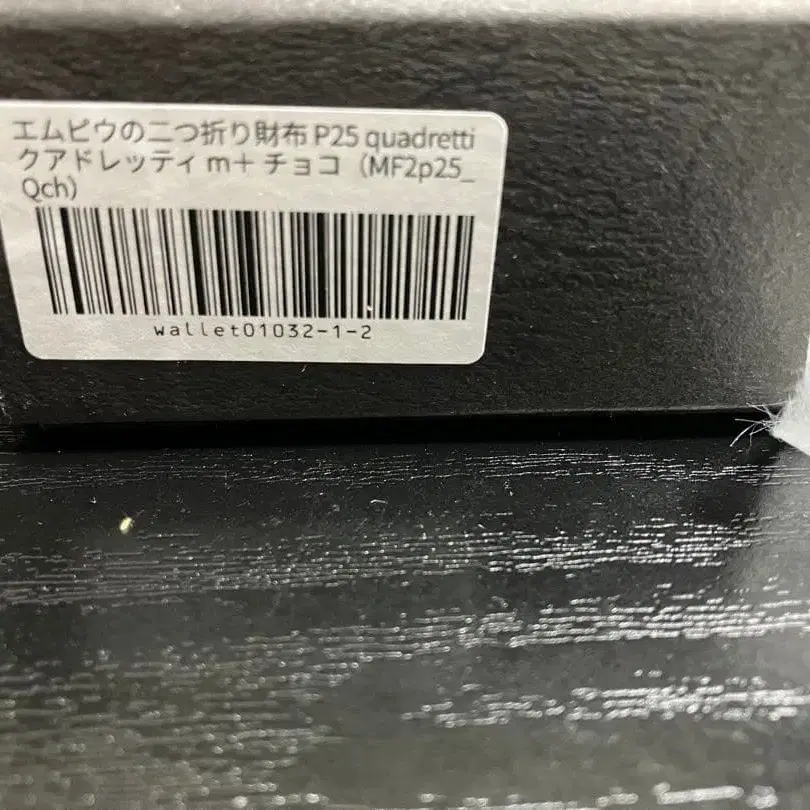 エムピウの二つ折り財布 P25 quadretti
クアドレッティ m＋ チョコ（MF2p25_
Qch）
wallet01032-1-2